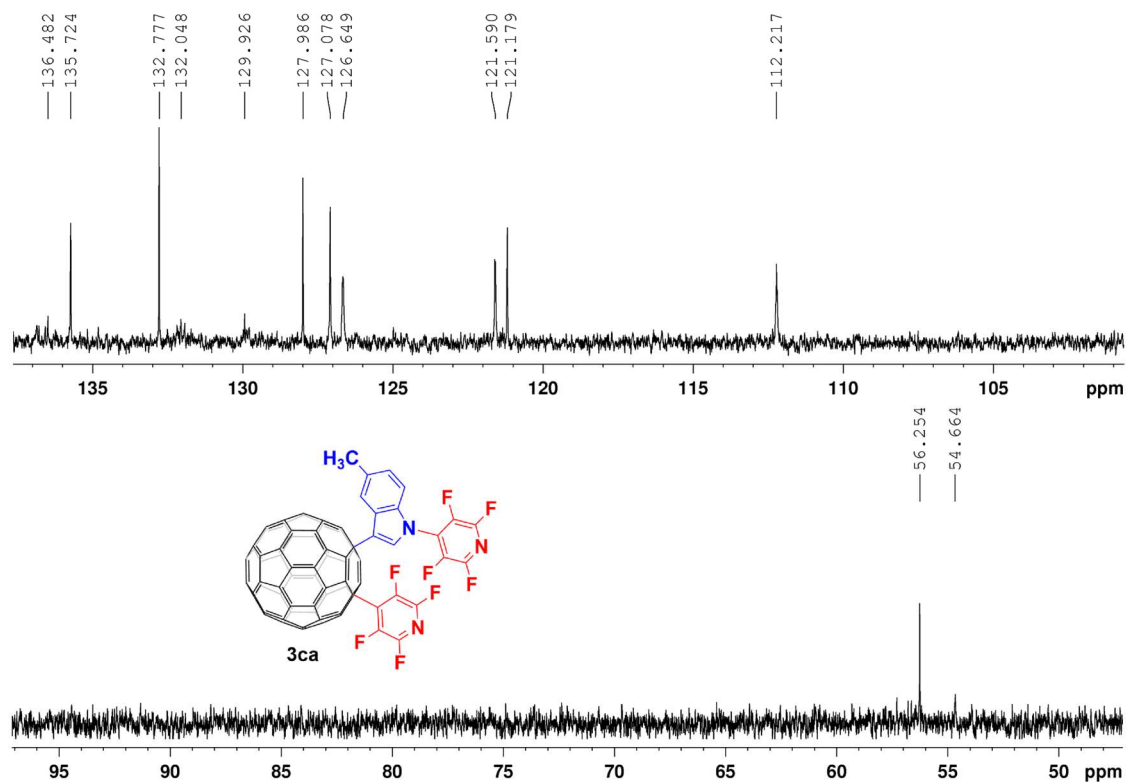 136.482
135.724
132.777
132.048
129.926
127.986
127.078
126.649
121.590
121.179
112.217
135 130 125 120 115 110 105 ppm
56.254
54.664
H₃C
N
F
F
F
F
N
F
F
F
F
N
3ca
95 90 85 80 75 70 65 60 55 50 ppm